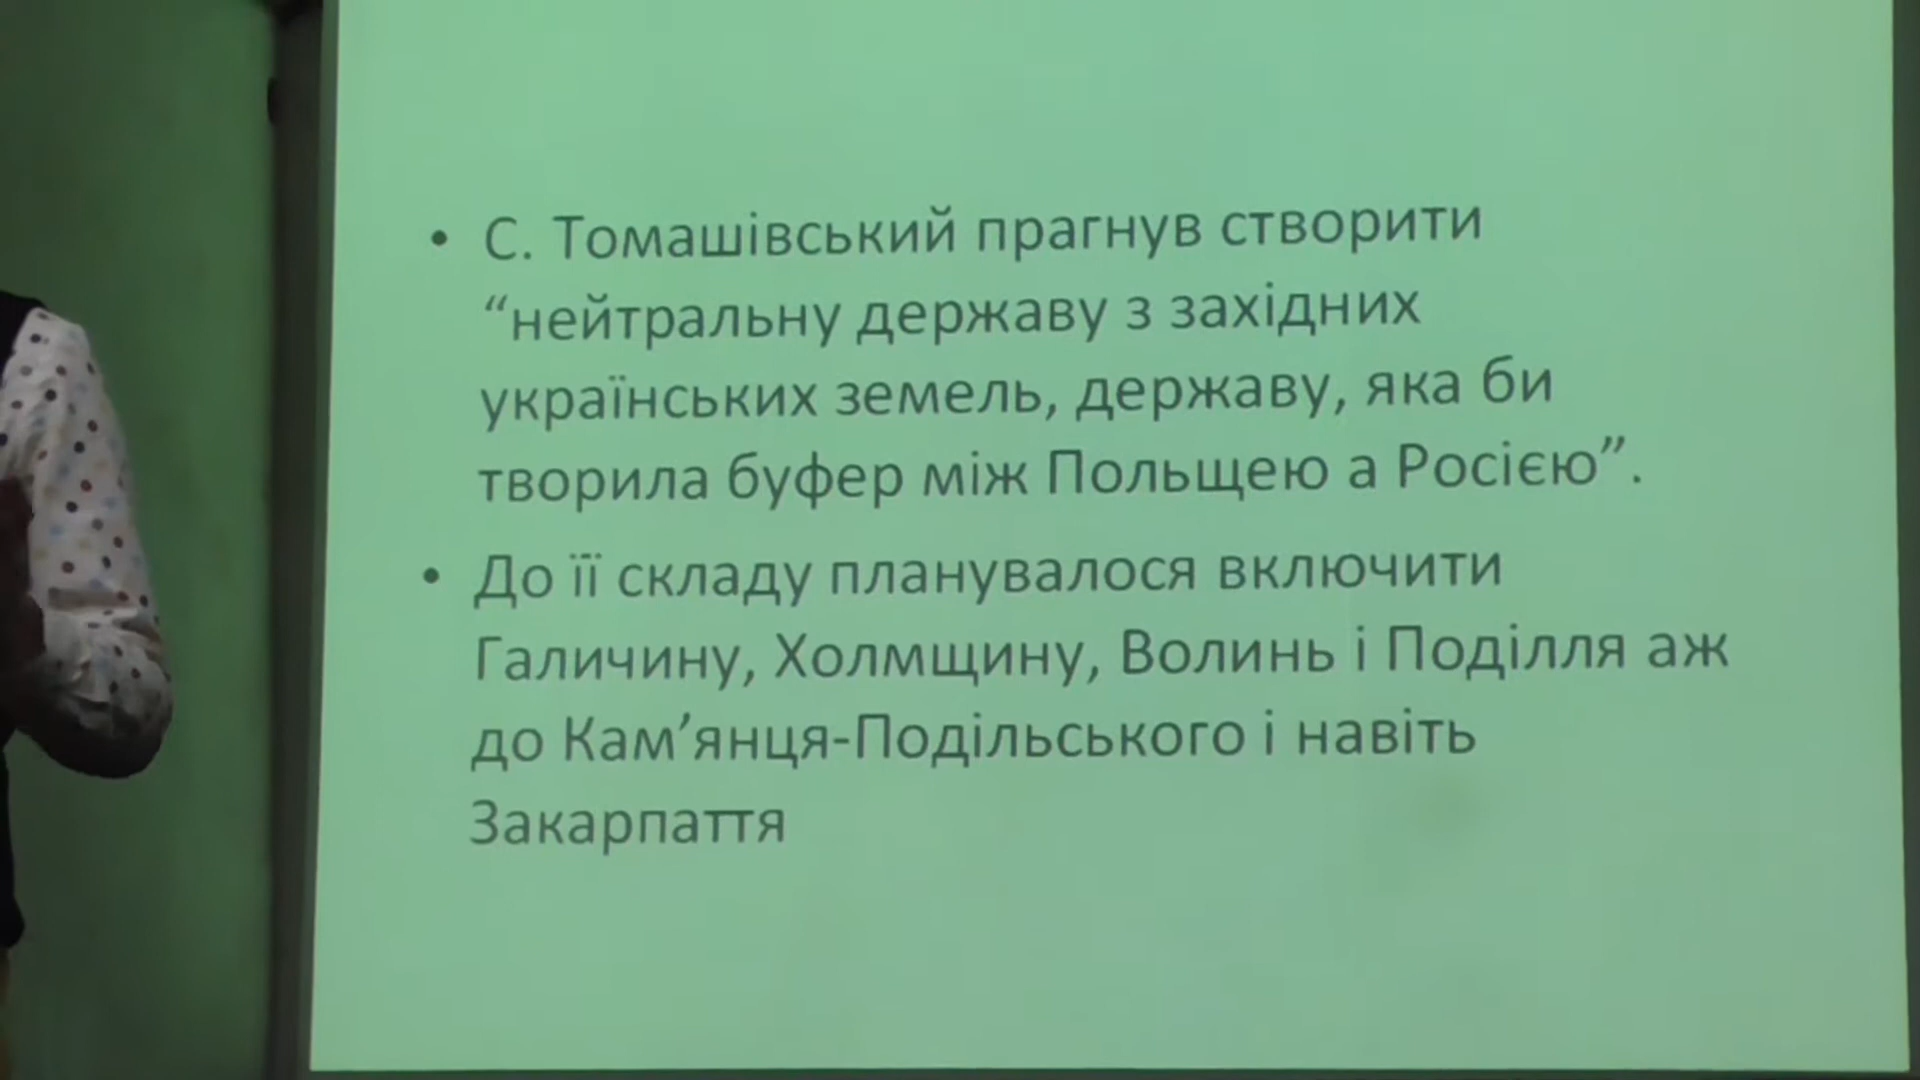 • С. Томашівський прагнув створити
“нейтральну державу з західних
українських земель, державу, яка би
творила буфер між Польщею а Росією”.
• До її складу планувалося включити
Галичину, Холмщину, Волинь і Поділля аж
до Кам’янця-Подільського і навіть
Закарпаття